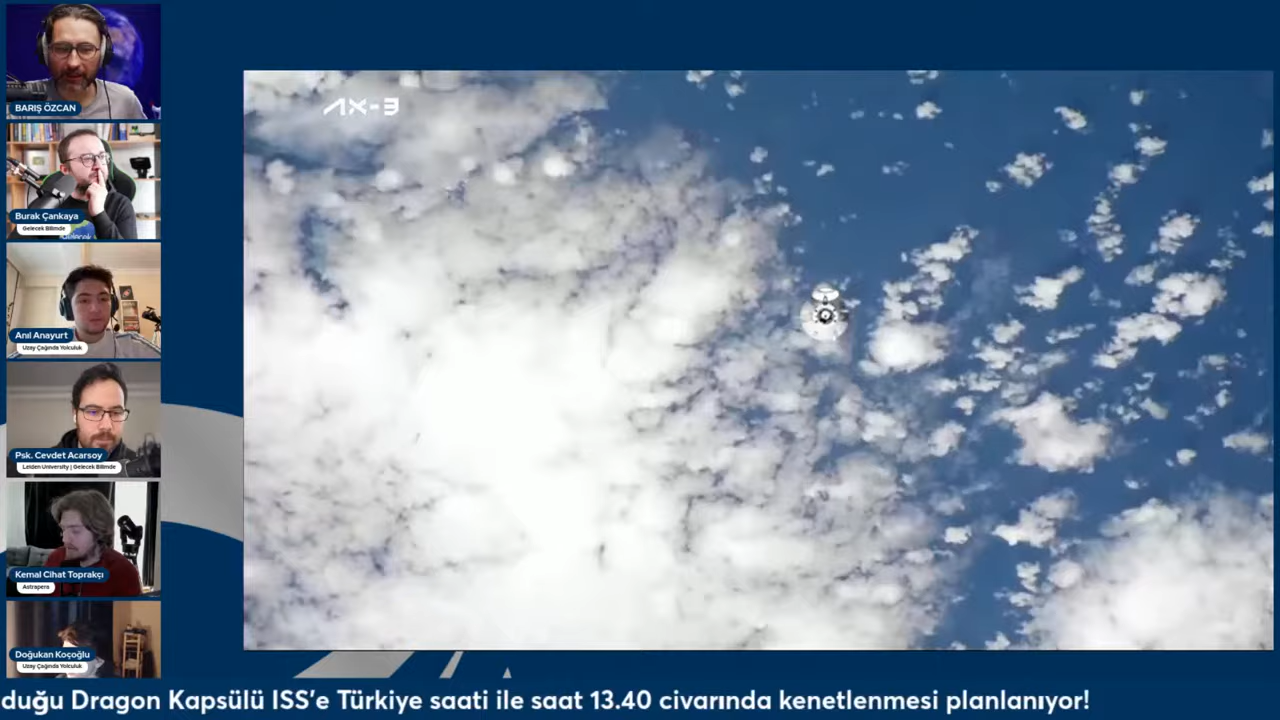 BARIŞ ÖZCAN
AX-3
Burak Çankaya
Gelecek Bilimde
Anıl Anayurt
Uzay Çağında Yolculuk
Psk. Cevdet Acarsoy
Leiden University | Gelecek Bilimde
Kemal Cihat Toprakçı
Astrapera
Doğukan Koçoğlu
Uzay Çağında Yolculuk
duğu Dragon Kapsülü ISS'e Türkiye saati ile saat 13.40 civarında kenetlenmesi planlanıyor!